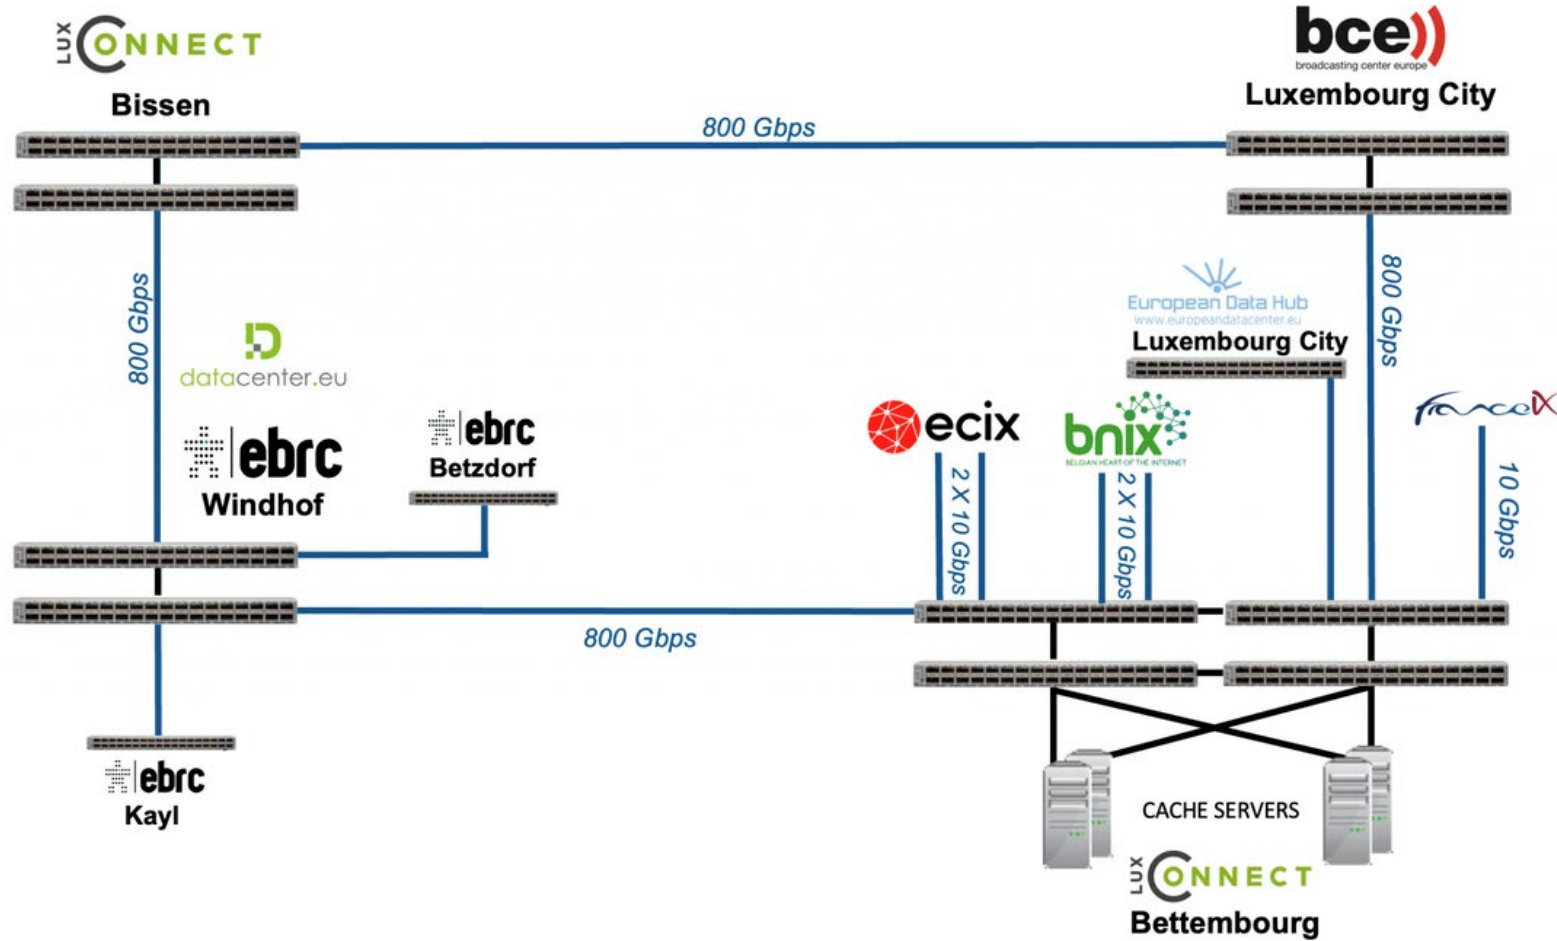 LUX CONNECT
Bissen
bce
broadcasting center europe
Luxembourg City
800 Gbps
800 Gbps
800 Gbps
European Data Hub
www.europeandatacenter.eu
Luxembourg City
datacenter.eu
ebrc
Windhof
ebrc
Betzdorf
ecix
bnix
BELGIAN HEART OF THE INTERNET
franceIX
2 X 10 Gbps
2 X 10 Gbps
10 Gbps
800 Gbps
ebrc
Kayl
CACHE SERVERS
LUX CONNECT
Bettembourg